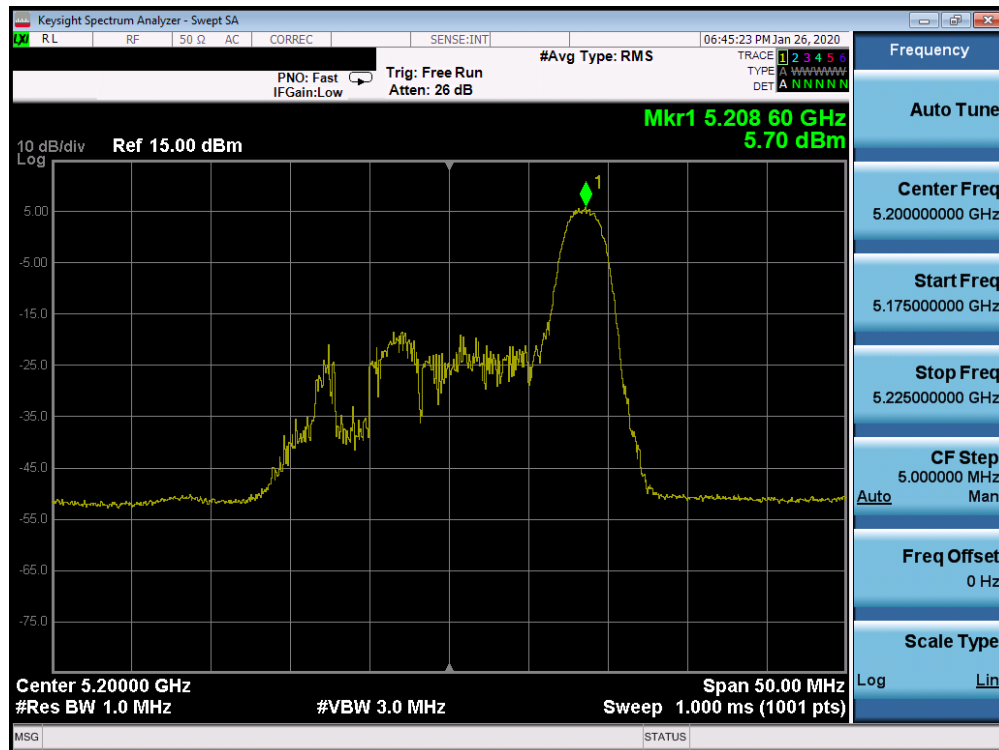 Keysight Spectrum Analyzer - Swept SA
LXI RL RF 50 Ω AC CORREC SENSE:INT 06:45:23 PM Jan 26, 2020
#Avg Type: RMS
PNO: Fast
IFGain:Low
Trig: Free Run
Atten: 26 dB
TRACE 1 2 3 4 5 6
TYPE A WWWWW
DET A N N N N N
Mkr1 5.208 60 GHz
5.70 dBm
10 dB/div Ref 15.00 dBm
Log
1
5.00
-5.00
-15.0
-25.0
-35.0
-45.0
-55.0
-65.0
-75.0
Center 5.20000 GHz Span 50.00 MHz
#Res BW 1.0 MHz #VBW 3.0 MHz Sweep 1.000 ms (1001 pts)
MSG STATUS
Frequency
Auto Tune
Center Freq
5.200000000 GHz
Start Freq
5.175000000 GHz
Stop Freq
5.225000000 GHz
CF Step
5.000000 MHz
Auto Man
Freq Offset
0 Hz
Scale Type
Log Lin